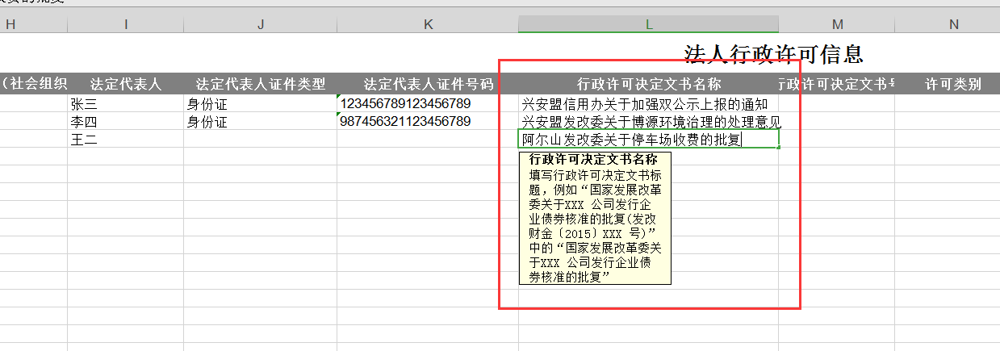 H I J K L M N
法人行政许可信息
（社会组织 法定代表人 法定代表人证件类型 法定代表人证件号码 行政许可决定文书名称 行政许可决定文书号 许可类别
张三 身份证 123456789123456789 兴安盟信用办关于加强双公示上报的通知
李四 身份证 987456321123456789 兴安盟发改委关于博源环境治理的处理意见
王二 阿尔山发改委关于停车场收费的批复
行政许可决定文书名称
填写行政许可决定文书标
题，例如“国家发展改革
委关于XXX 公司发行企
业债券核准的批复(发改
财金〔2015〕XXX 号)”
中的“国家发展改革委关
于XXX 公司发行企业债
券核准的批复”